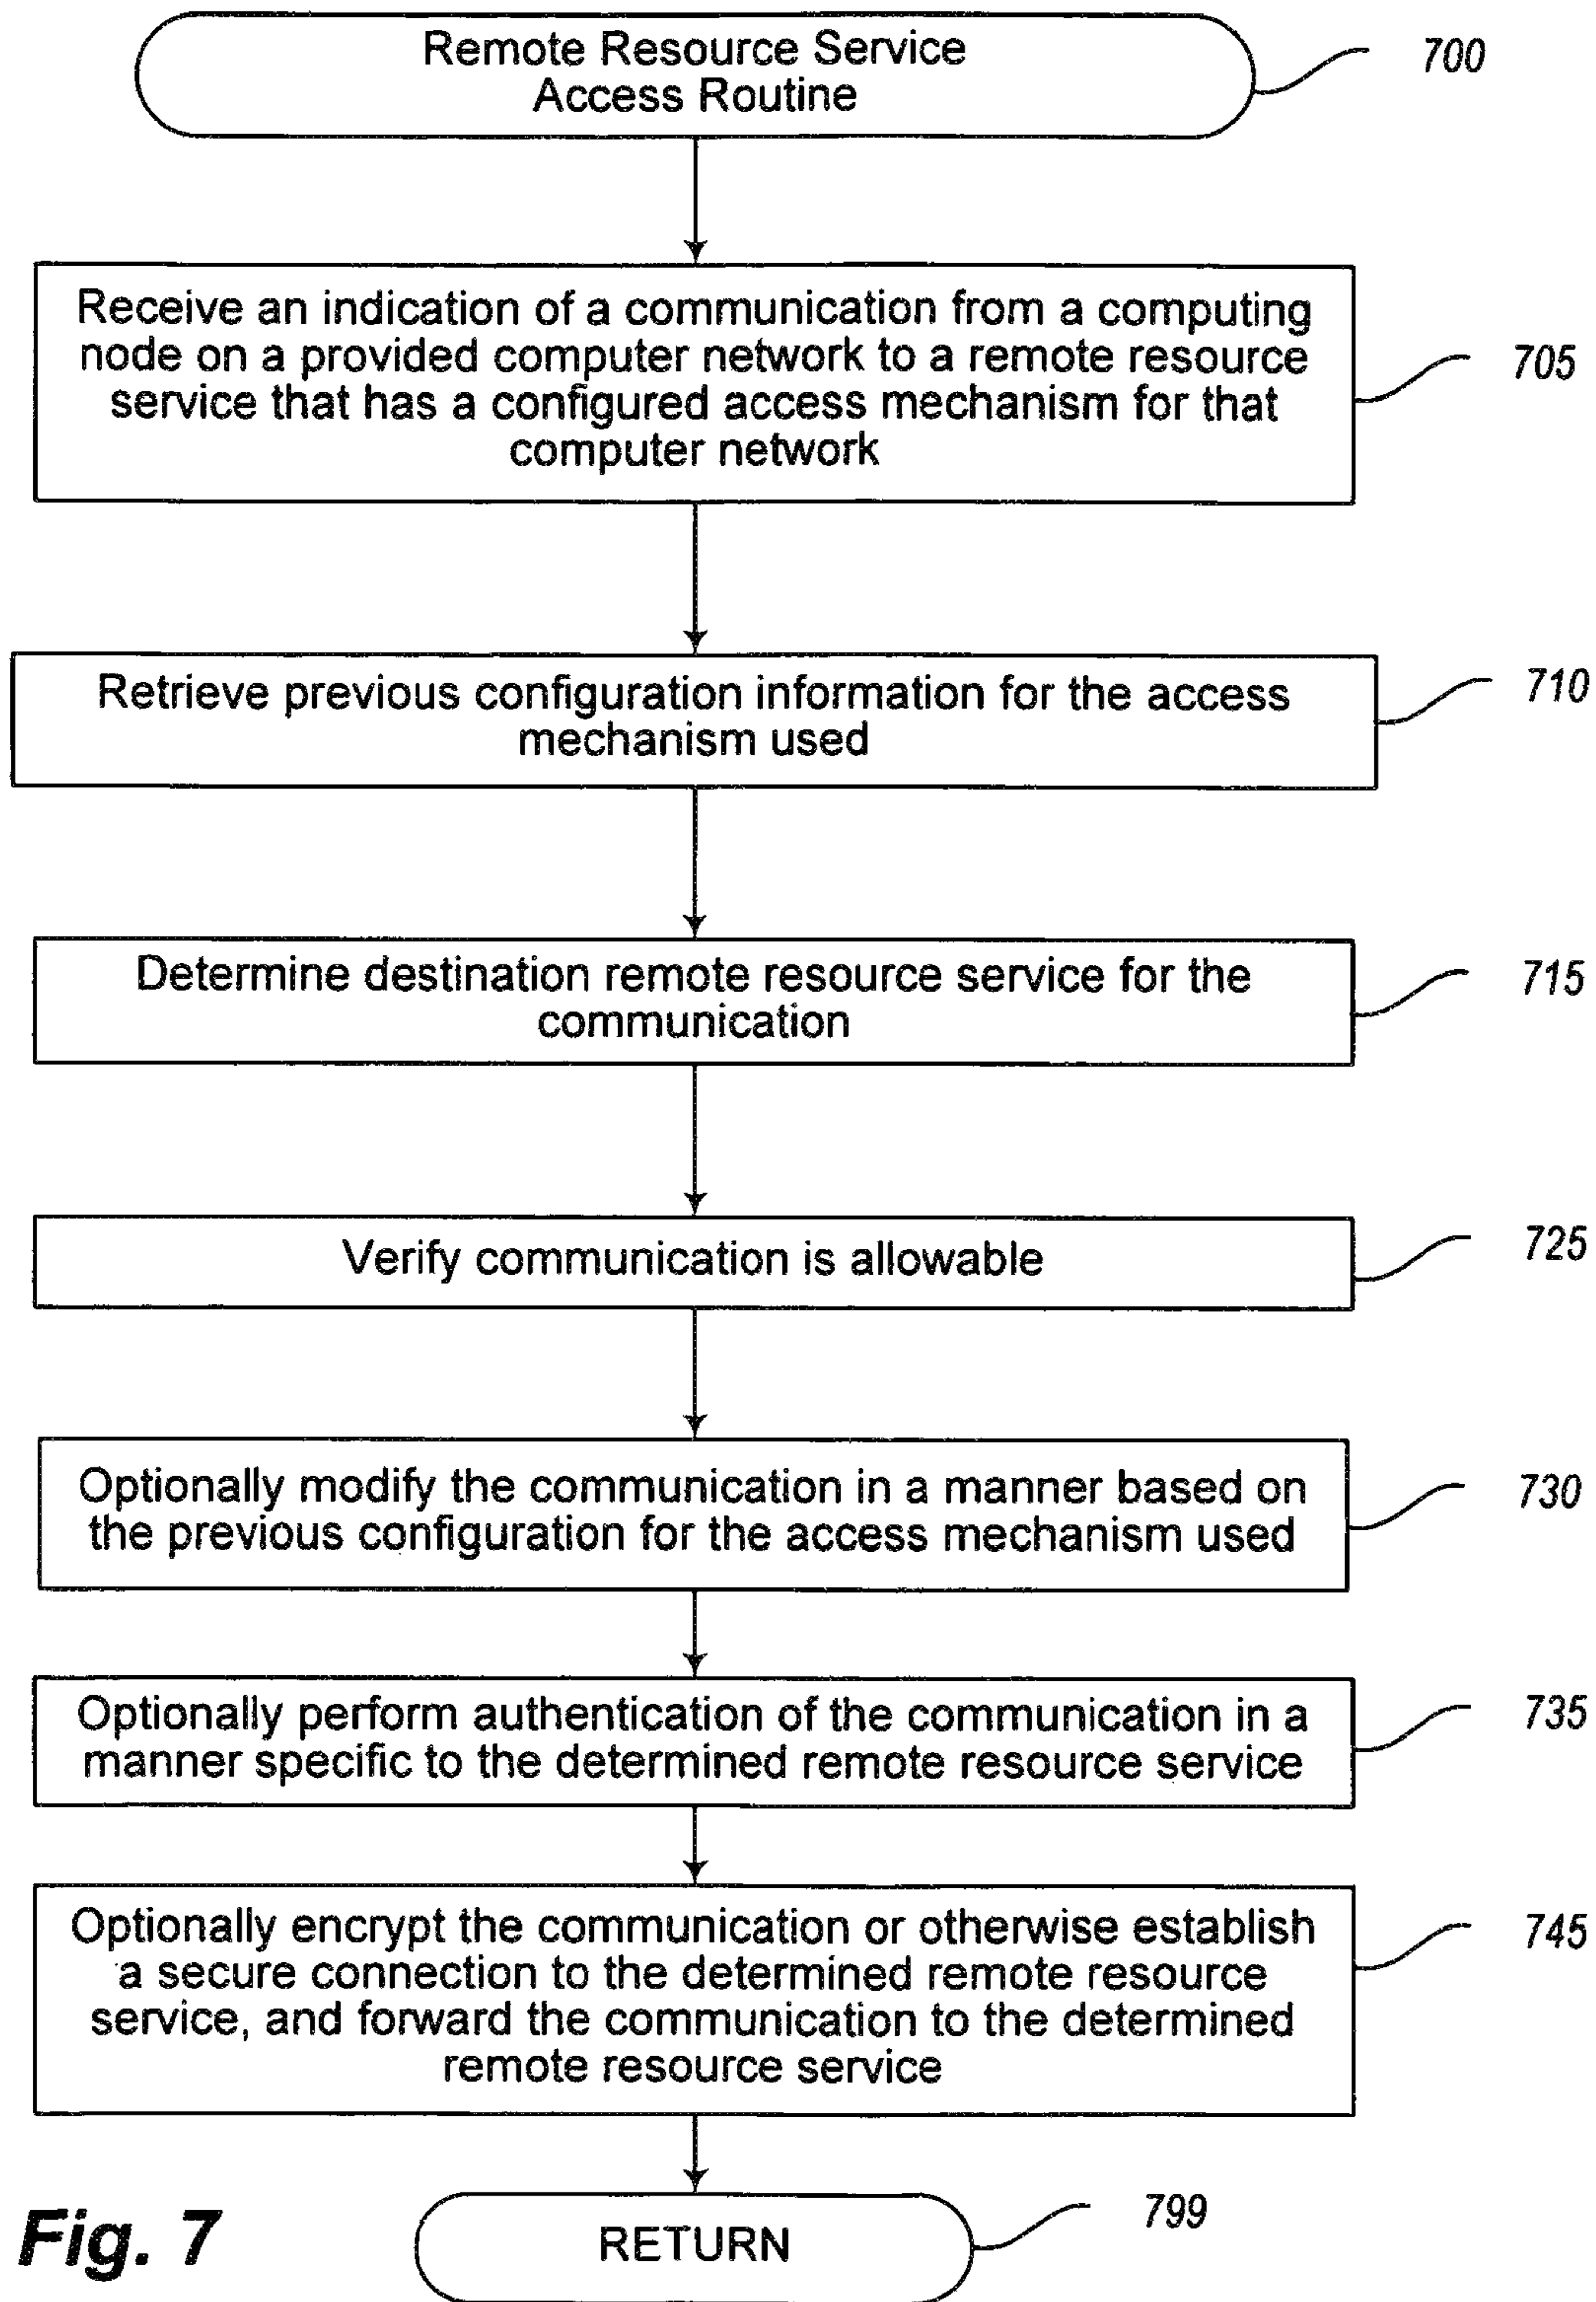 Remote Resource Service
Access Routine
700
Receive an indication of a communication from a computing
node on a provided computer network to a remote resource
service that has a configured access mechanism for that
computer network
705
Retrieve previous configuration information for the access
mechanism used
710
Determine destination remote resource service for the
communication
715
Verify communication is allowable
725
Optionally modify the communication in a manner based on
the previous configuration for the access mechanism used
730
Optionally perform authentication of the communication in a
manner specific to the determined remote resource service
735
Optionally encrypt the communication or otherwise establish
a secure connection to the determined remote resource
service, and forward the communication to the determined
remote resource service
745
RETURN
799
Fig. 7